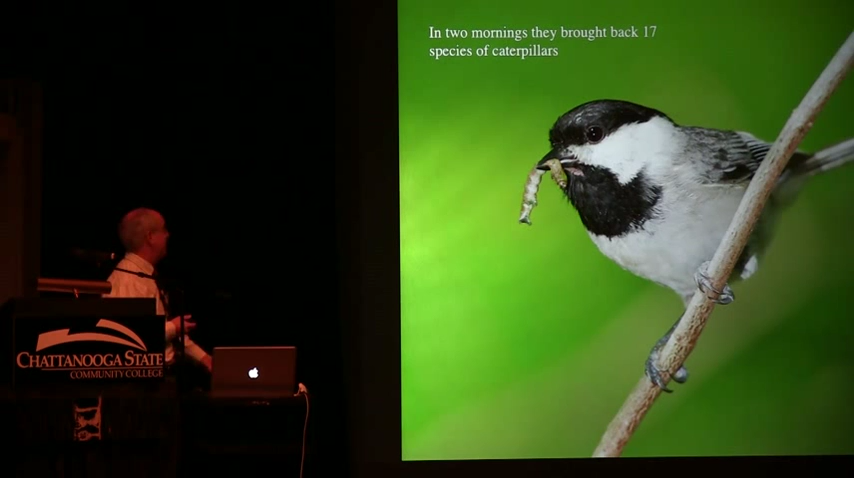 In two mornings they brought back 17
species of caterpillars
CHATTANOOGA STATE
COMMUNITY COLLEGE